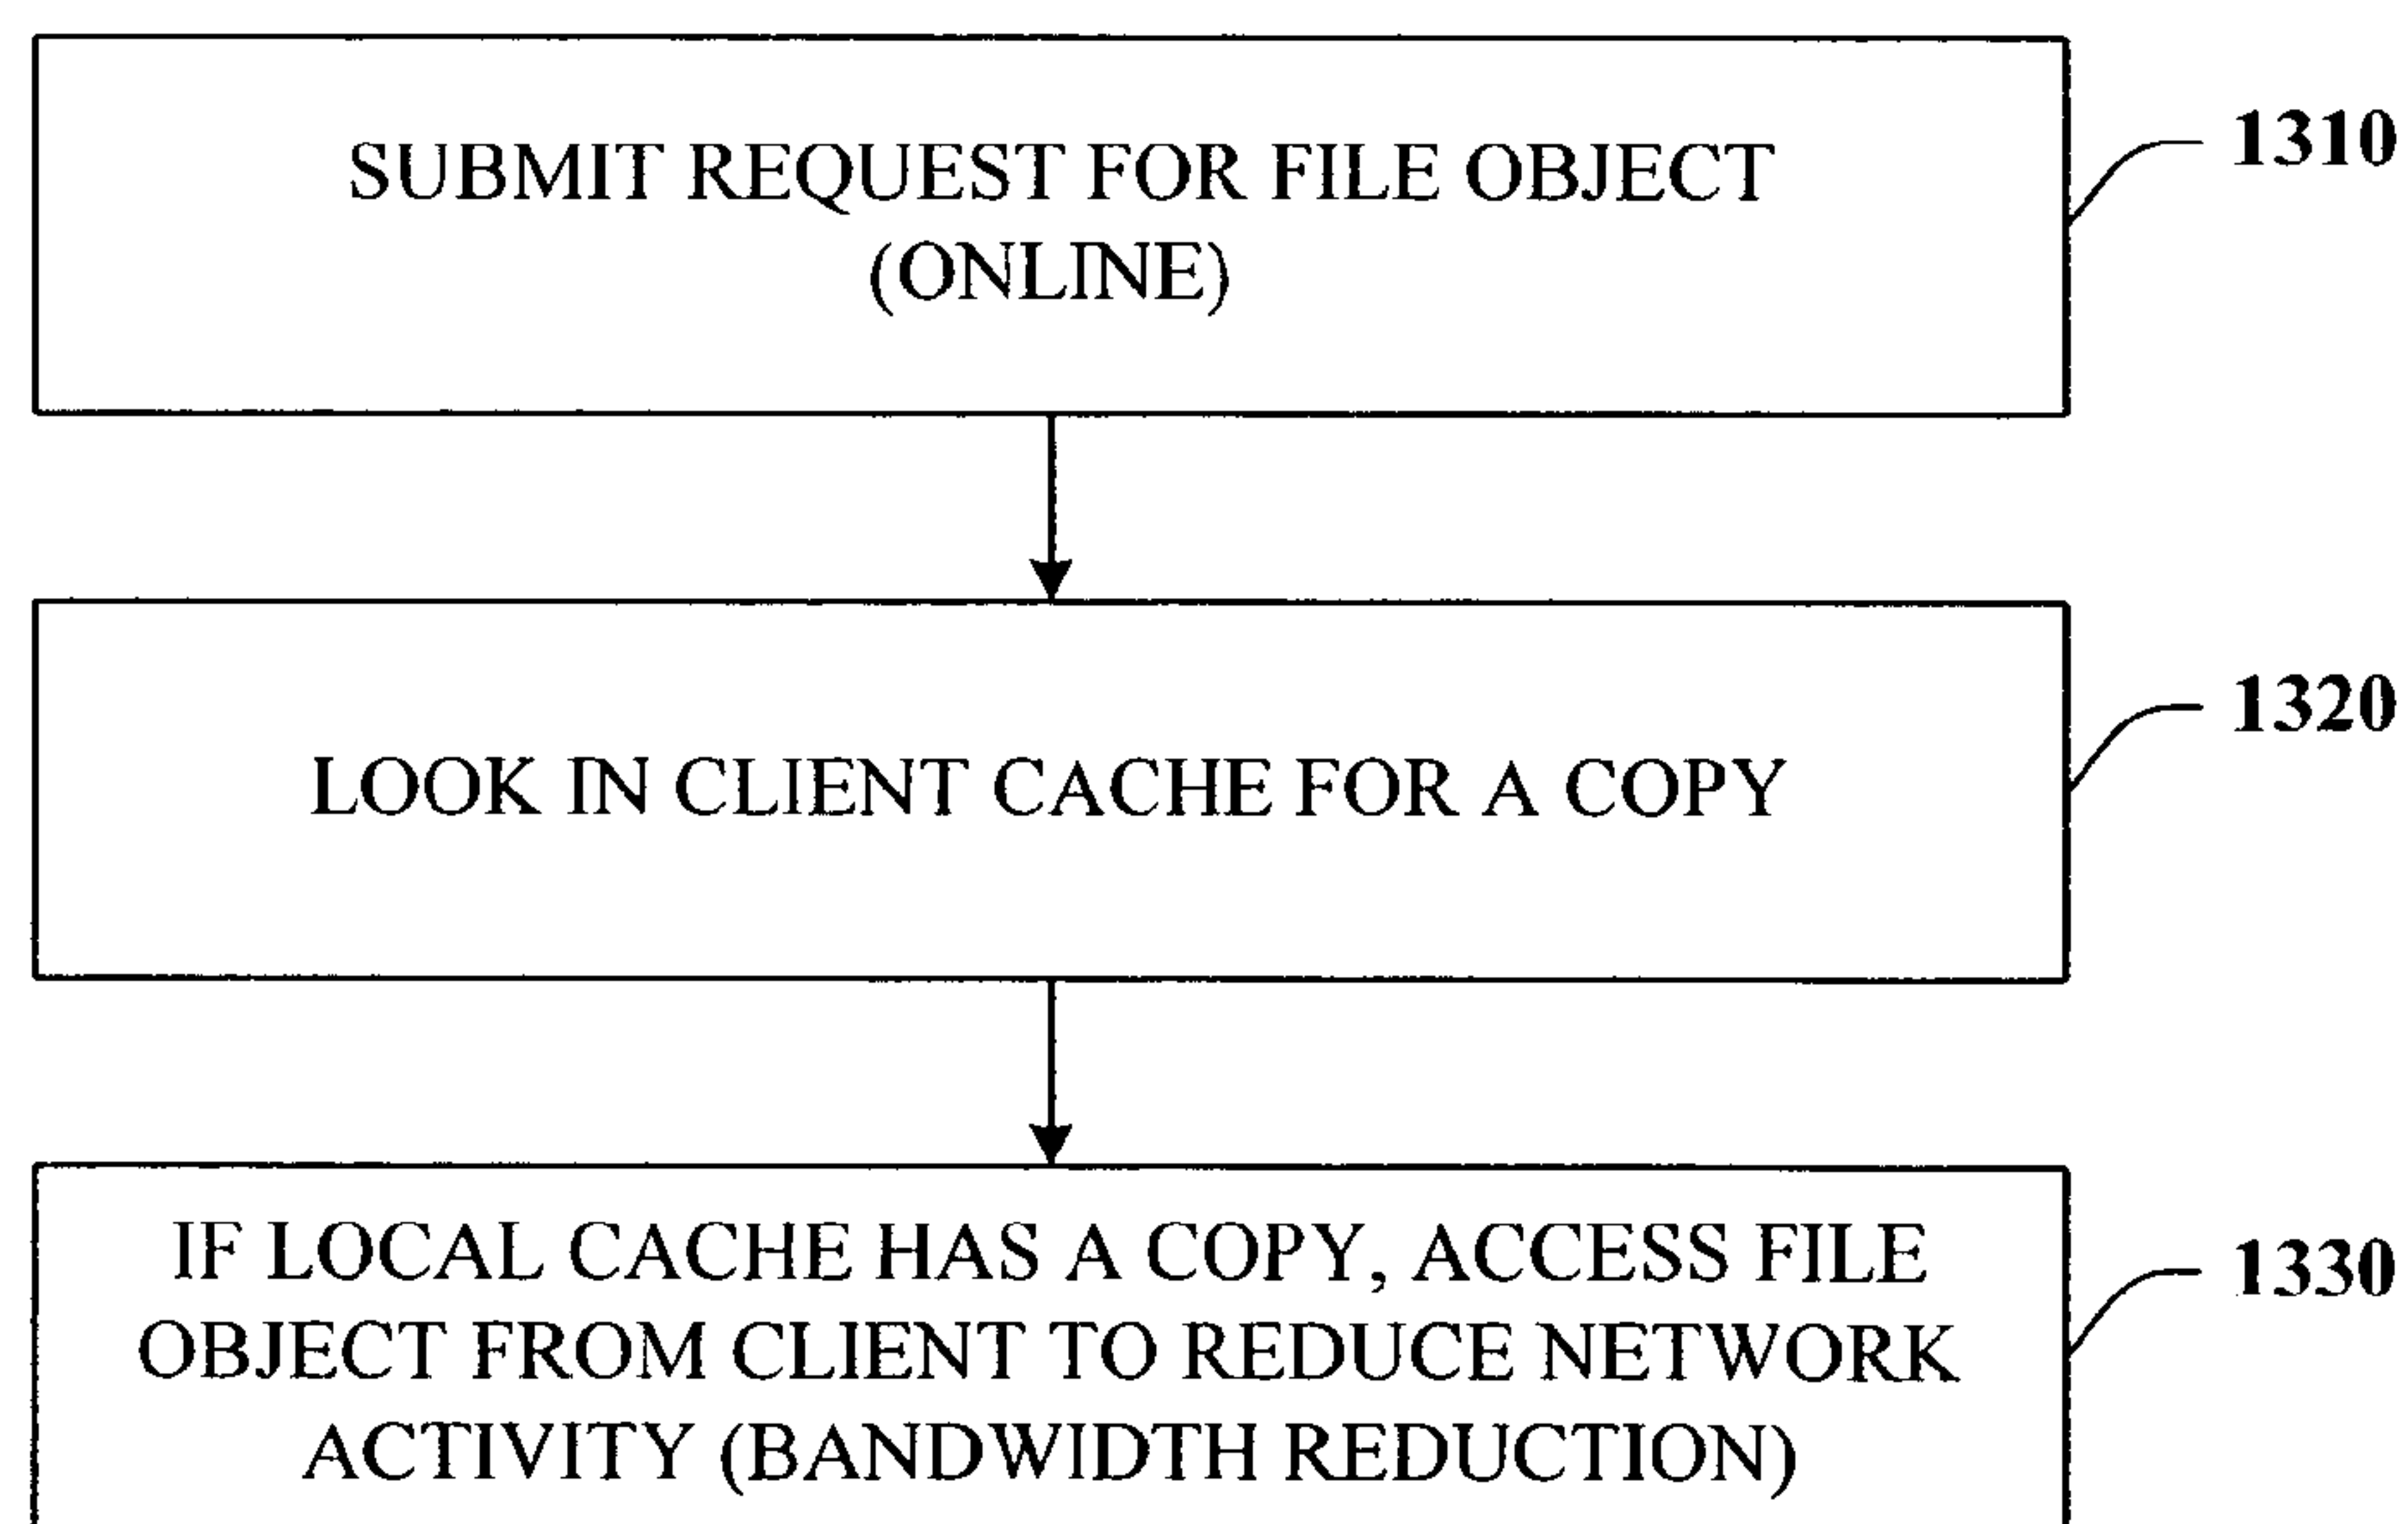 SUBMIT REQUEST FOR FILE OBJECT
(ONLINE)
1310
LOOK IN CLIENT CACHE FOR A COPY
1320
IF LOCAL CACHE HAS A COPY, ACCESS FILE
OBJECT FROM CLIENT TO REDUCE NETWORK
ACTIVITY (BANDWIDTH REDUCTION)
1330